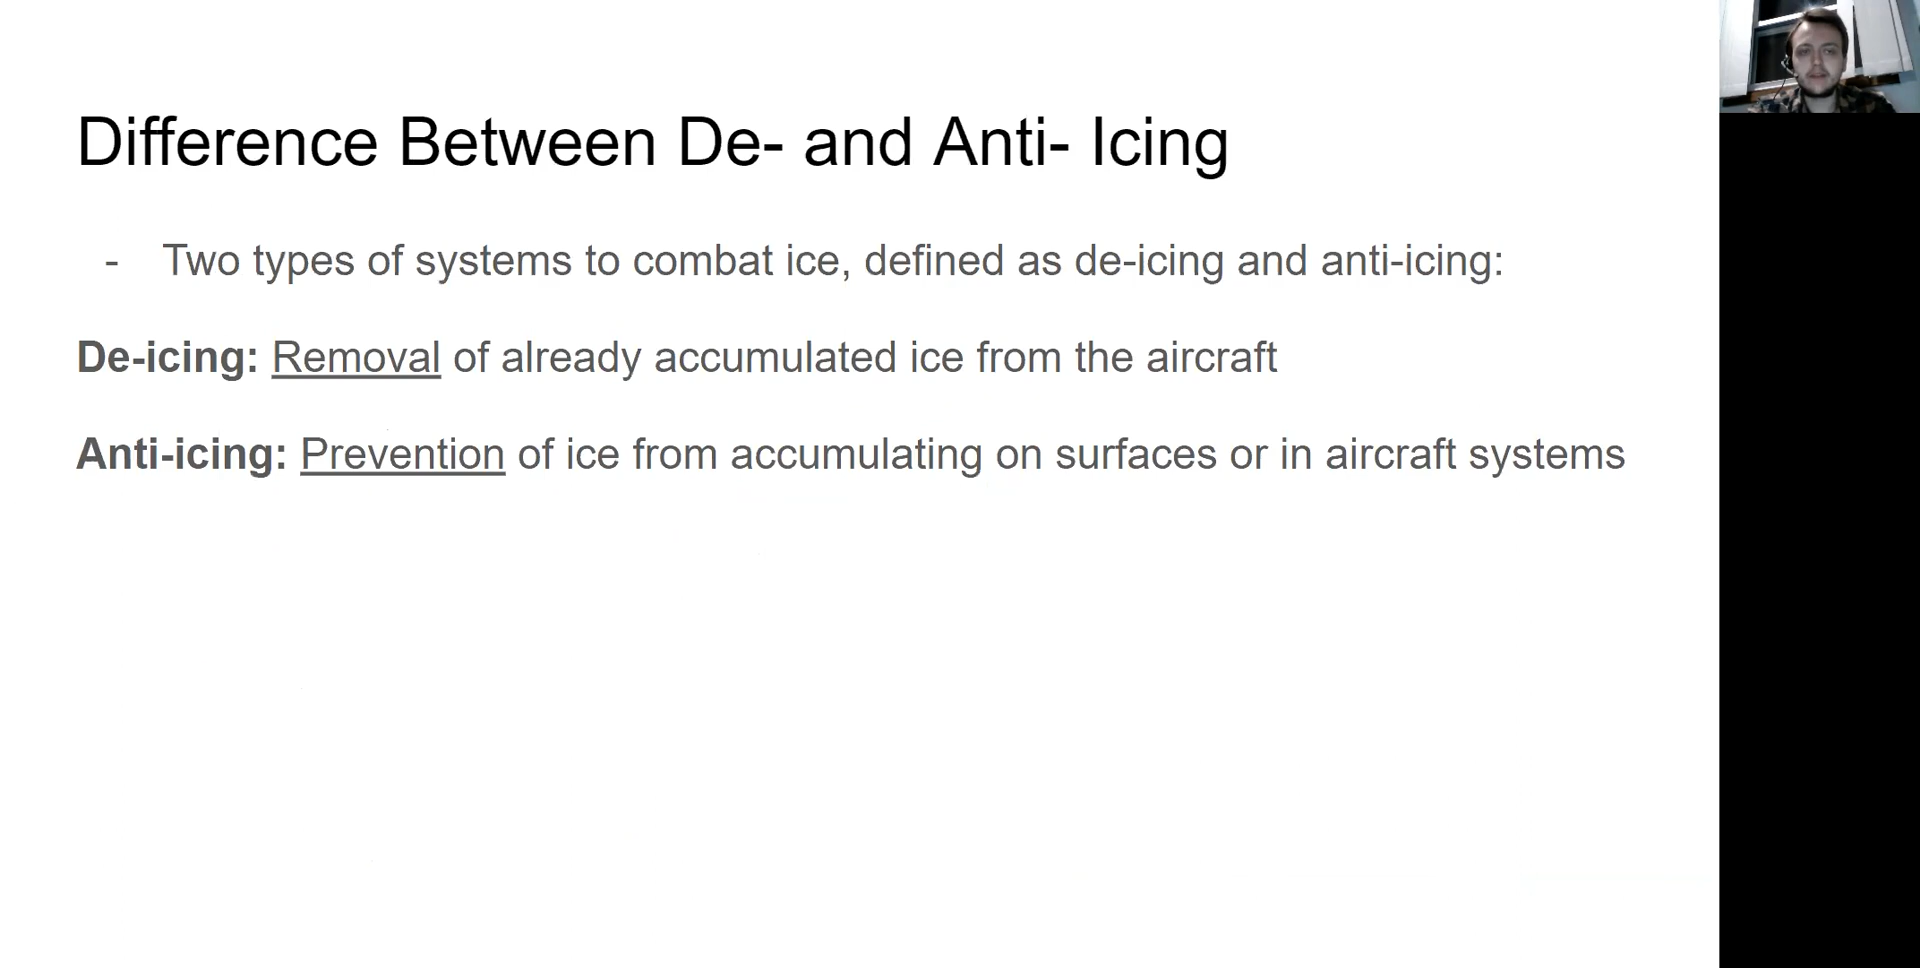 Difference Between De- and Anti- Icing
- Two types of systems to combat ice, defined as de-icing and anti-icing:
De-icing: Removal of already accumulated ice from the aircraft
Anti-icing: Prevention of ice from accumulating on surfaces or in aircraft systems